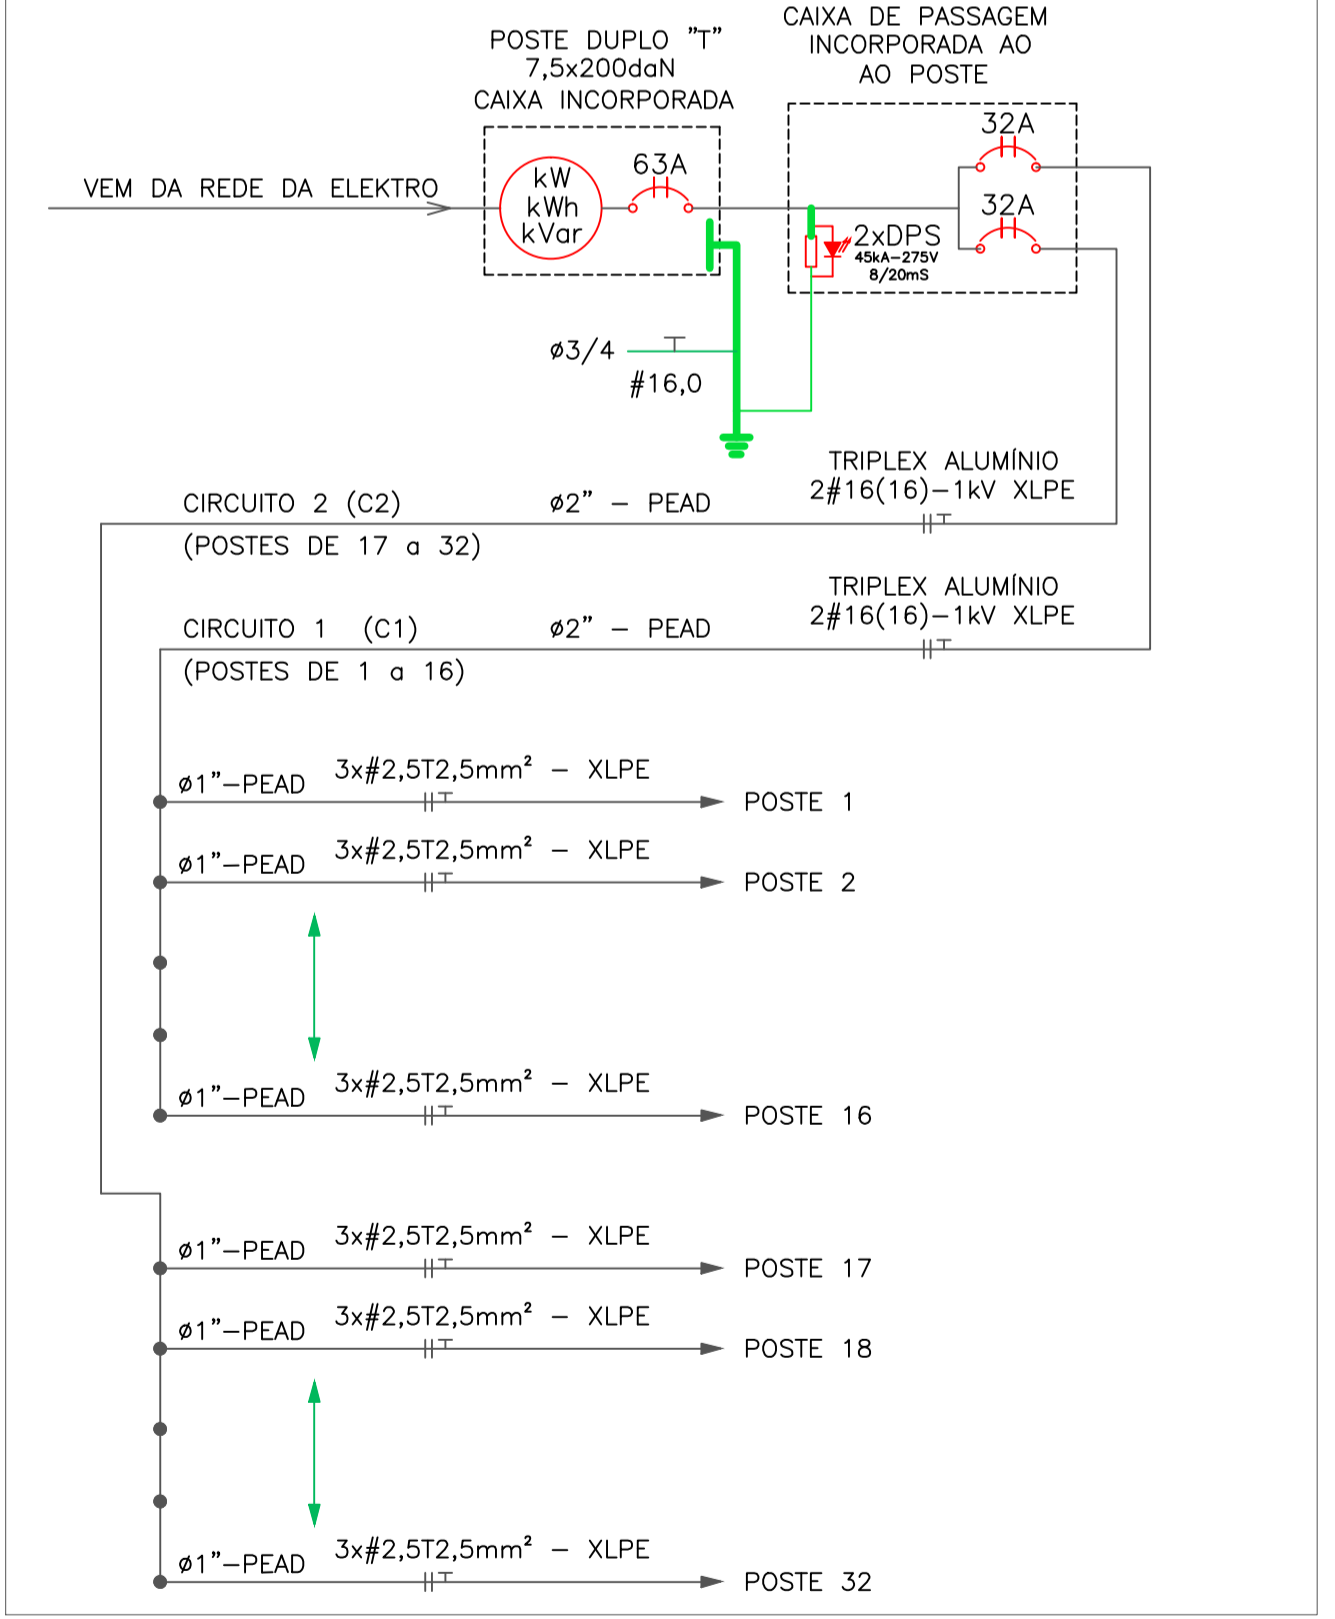 POSTE DUPLO "T"
7,5x200daN
CAIXA INCORPORADA
CAIXA DE PASSAGEM
INCORPORADA AO
AO POSTE
VEM DA REDE DA ELEKTRO
kW
kWh
kVar
63A
32A
32A
2xDPS
45kA-275V
8/20mS
ø3/4
#16,0
TRIPLEX ALUMÍNIO
2#16(16)-1kV XLPE
CIRCUITO 2 (C2)
ø2" - PEAD
(POSTES DE 17 a 32)
TRIPLEX ALUMÍNIO
2#16(16)-1kV XLPE
CIRCUITO 1 (C1)
ø2" - PEAD
(POSTES DE 1 a 16)
ø1"-PEAD
3x#2,5T2,5mm² - XLPE
POSTE 1
ø1"-PEAD
3x#2,5T2,5mm² - XLPE
POSTE 2
ø1"-PEAD
3x#2,5T2,5mm² - XLPE
POSTE 16
ø1"-PEAD
3x#2,5T2,5mm² - XLPE
POSTE 17
ø1"-PEAD
3x#2,5T2,5mm² - XLPE
POSTE 18
ø1"-PEAD
3x#2,5T2,5mm² - XLPE
POSTE 32